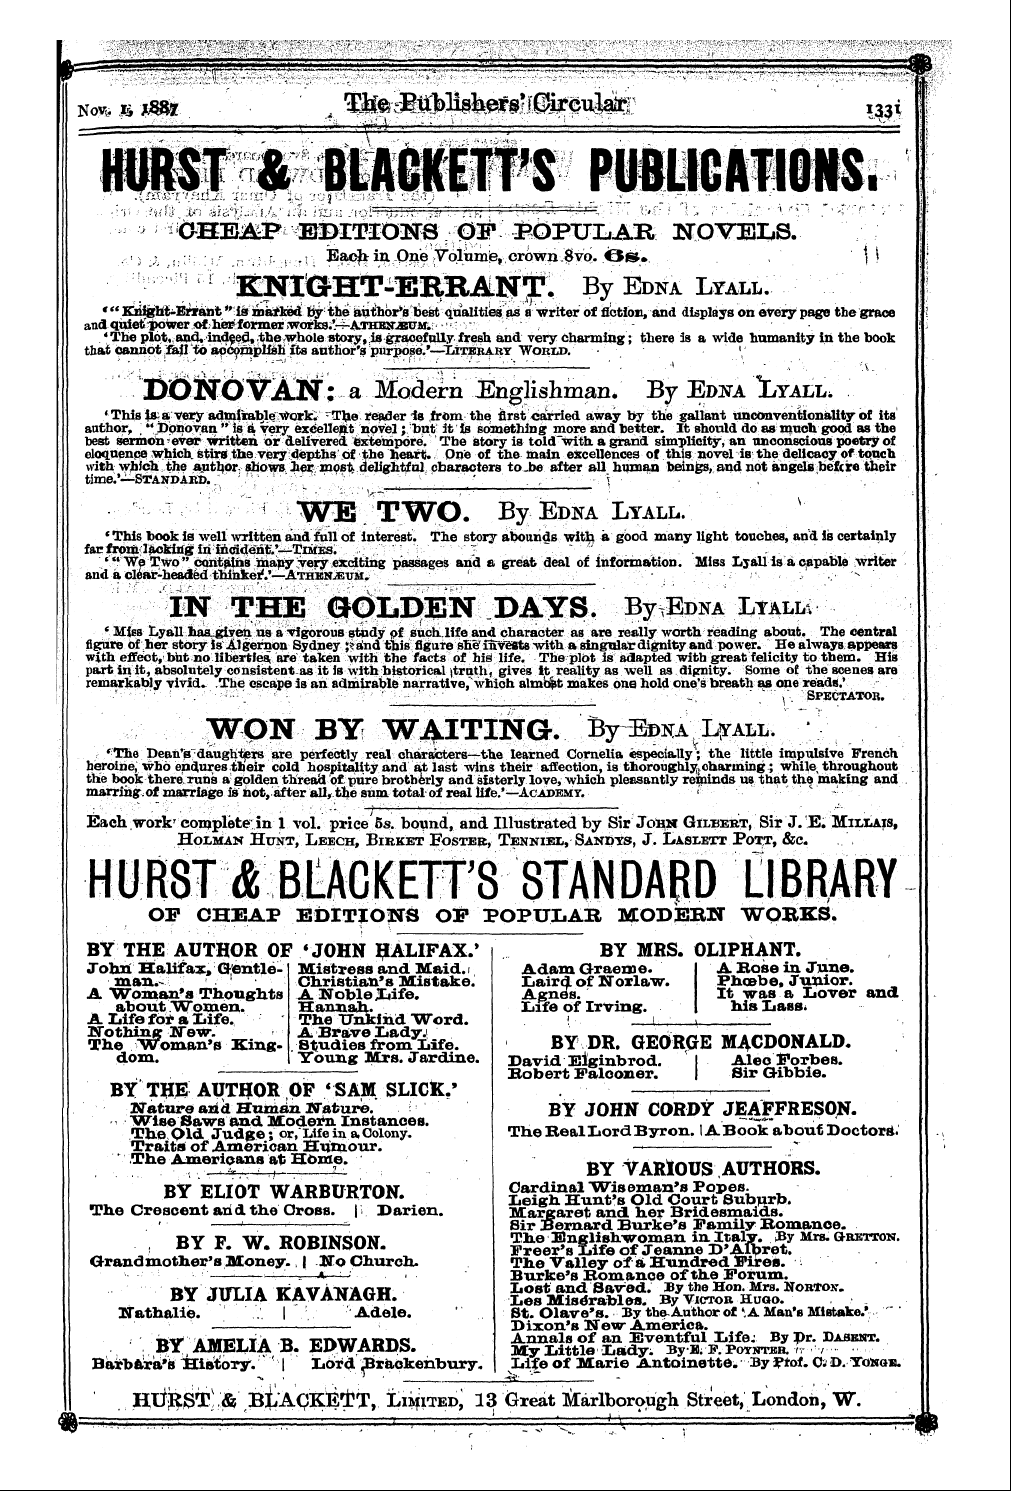 Nov. 1, 1887
The Publishers' Circular
1331
HURST & BLACKETT'S PUBLICATIONS.
CHEAP EDITIONS OF POPULAR NOVELS.
Each in One Volume, crown 8vo. 6s.
KNIGHT-ERRANT. By EDNA LYALL.
'"Knight-Errant" is marked by the author's best qualities as a writer of fiction, and displays on every page the grace
and quiet power of her former works.'—ATHENÆUM.
'The plot, and, indeed, the whole story, is gracefully fresh and very charming; there is a wide humanity in the book
that cannot fail to accomplish its author's purpose.'—LITERARY WORLD.
DONOVAN: a Modern Englishman. By EDNA LYALL.
'This is a very admirable work. The reader is from the first carried away by the gallant unconventionality of its
author. "Donovan" is a very excellent novel; but it is something more and better. It should do as much good as the
best sermon ever written or delivered extempore. The story is told with a grand simplicity, an unconscious poetry of
eloquence which stirs the very depths of the heart. One of the main excellences of this novel is the delicacy of touch
with which the author shows her most delightful characters to be after all human beings, and not angels before their
time.'—STANDARD.
WE TWO. By EDNA LYALL.
'This book is well written and full of interest. The story abounds with a good many light touches, and is certainly
far from lacking in incident.'—TIMES.
'"We Two" contains many very exciting passages and a great deal of information. Miss Lyall is a capable writer
and a clear-headed thinker.'—ATHENÆUM.
IN THE GOLDEN DAYS. By EDNA LYALL.
'Miss Lyall has given us a vigorous study of such life and character as are really worth reading about. The central
figure of her story is Algernon Sydney; and this figure she invests with a singular dignity and power. He always appears
with effect, but no liberties are taken with the facts of his life. The plot is adapted with great felicity to them. His
part in it, absolutely consistent as it is with historical truth, gives it reality as well as dignity. Some of the scenes are
remarkably vivid. The escape is an admirable narrative, which almost makes one hold one's breath as one reads.'
SPECTATOR.
WON BY WAITING. By EDNA LYALL.
'The Dean's daughters are perfectly real characters—the learned Cornelia especially; the little impulsive French
heroine, who endures their cold hospitality and at last wins their affection, is thoroughly charming; while throughout
the book there runs a golden thread of pure brotherly and sisterly love, which pleasantly reminds us that the making and
marring of marriage is not, after all, the sum total of real life.'—ACADEMY.
Each work complete in 1 vol. price 5s. bound, and Illustrated by Sir JOHN GILBERT, Sir J. E. MILLAIS,
HOLMAN HUNT, LEECH, BIRKET FOSTER, TENNIEL, SANDYS, J. LASLETT POTT, &c.
HURST & BLACKETT'S STANDARD LIBRARY
OF CHEAP EDITIONS OF POPULAR MODERN WORKS.
BY THE AUTHOR OF 'JOHN HALIFAX.'
John Halifax, Gentle-
man.
A Woman's Thoughts
about Women.
A Life for a Life.
Nothing New.
The Woman's King-
dom.
Mistress and Maid.
Christian's Mistake.
A Noble Life.
Hannah.
The Unkind Word.
A Brave Lady.
Studies from Life.
Young Mrs. Jardine.
BY THE AUTHOR OF 'SAM SLICK.'
Nature and Human Nature.
Wise Saws and Modern Instances.
The Old Judge; or, Life in a Colony.
Traits of American Humour.
The Americans at Home.
BY ELIOT WARBURTON.
The Crescent and the Cross. | Darien.
BY F. W. ROBINSON.
Grandmother's Money. | No Church.
BY JULIA KAVANAGH.
Nathalie. | Adele.
BY AMELIA B. EDWARDS.
Barbara's History. | Lord Brackenbury.
BY MRS. OLIPHANT.
Adam Graeme.
Laird of Norlaw.
Agnes.
Life of Irving.
A Rose in June.
Phœbe, Junior.
It was a Lover and
his Lass.
BY DR. GEORGE MACDONALD.
David Elginbrod. | Alec Forbes.
Robert Falconer. | Sir Gibbie.
BY JOHN CORDY JEAFFRESON.
The Real Lord Byron. | A Book about Doctors.
BY VARIOUS AUTHORS.
Cardinal Wiseman's Popes.
Leigh Hunt's Old Court Suburb.
Margaret and her Bridesmaids.
Sir Bernard Burke's Family Romance.
The Englishwoman in Italy. By Mrs. GRETTON.
Freer's Life of Jeanne D'Albret.
The Valley of a Hundred Fires.
Burke's Romance of the Forum.
Lost and Saved. By the Hon. Mrs. NORTON.
Les Misérables. By VICTOR HUGO.
St. Olave's. By the Author of 'A Man's Mistake.'
Dixon's New America.
Annals of an Eventful Life. By Dr. DASENT.
My Little Lady. By E. F. POYNTER.
Life of Marie Antoinette. By Prof. C. D. YONGE.
HURST & BLACKETT, LIMITED, 13 Great Marlborough Street, London, W.